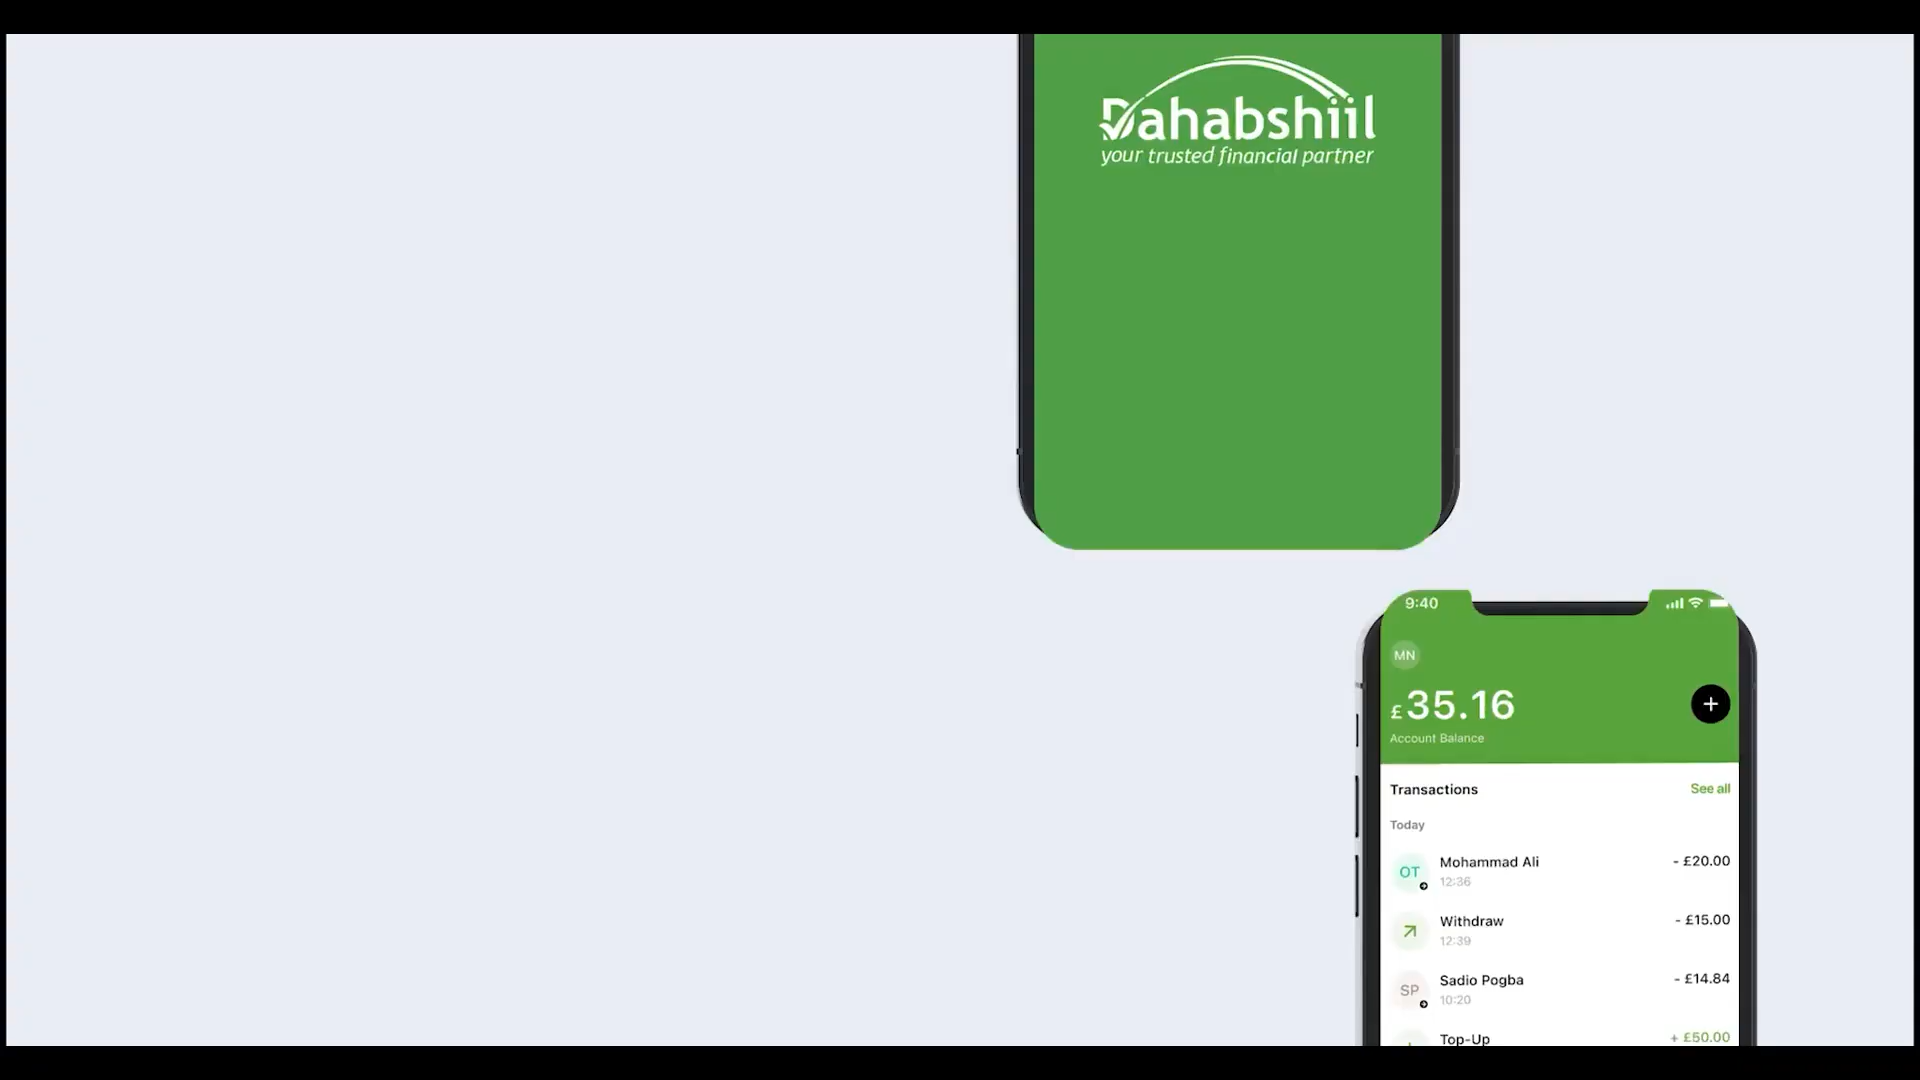 Dahabshiil
your trusted financial partner
9:40
MN
£35.16
Account Balance
Transactions
See all
Today
OT
Mohammad Ali
- £20.00
12:36
Withdraw
- £15.00
12:39
SP
Sadio Pogba
- £14.84
10:20
Top-Up
+ £50.00